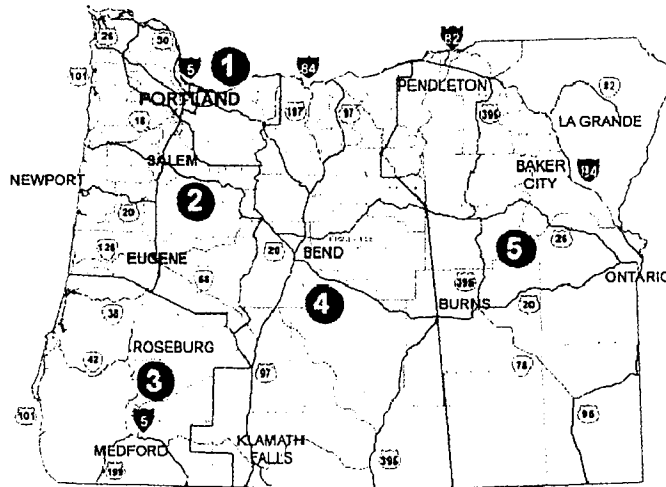 26
30
101
5
1
84
82
PENDLETON
PORTLAND
197
97
395
82
LA GRANDE
18
SALEM
BAKER
CITY
84
NEWPORT
2
20
126
EUGENE
58
20
BEND
4
5
26
395
BURNS
20
ONTARIO
38
ROSEBURG
42
3
97
78
95
101
5
MEDFORD
199
KLAMATH
FALLS
395